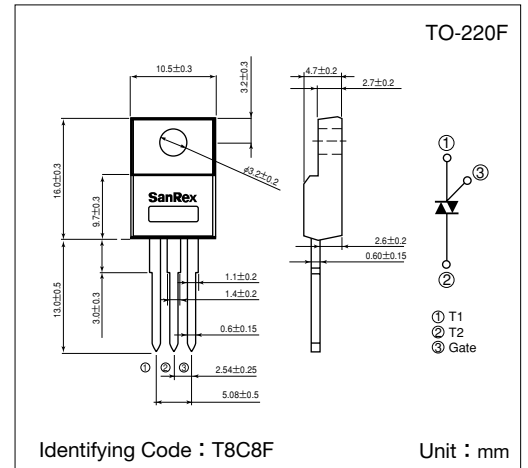 TO-220F
10.5±0.3
3.2±0.2
4.7±0.2
2.7±0.2
16.0±0.3
9.7±0.3
φ3.2±0.2
SanRex
①
③
②
2.6±0.2
0.60±0.15
13.0±0.5
3.0±0.3
1.1±0.2
1.4±0.2
0.6±0.15
① ② ③
2.54±0.25
5.08±0.5
① T1
② T2
③ Gate
Identifying Code：T8C8F
Unit：mm